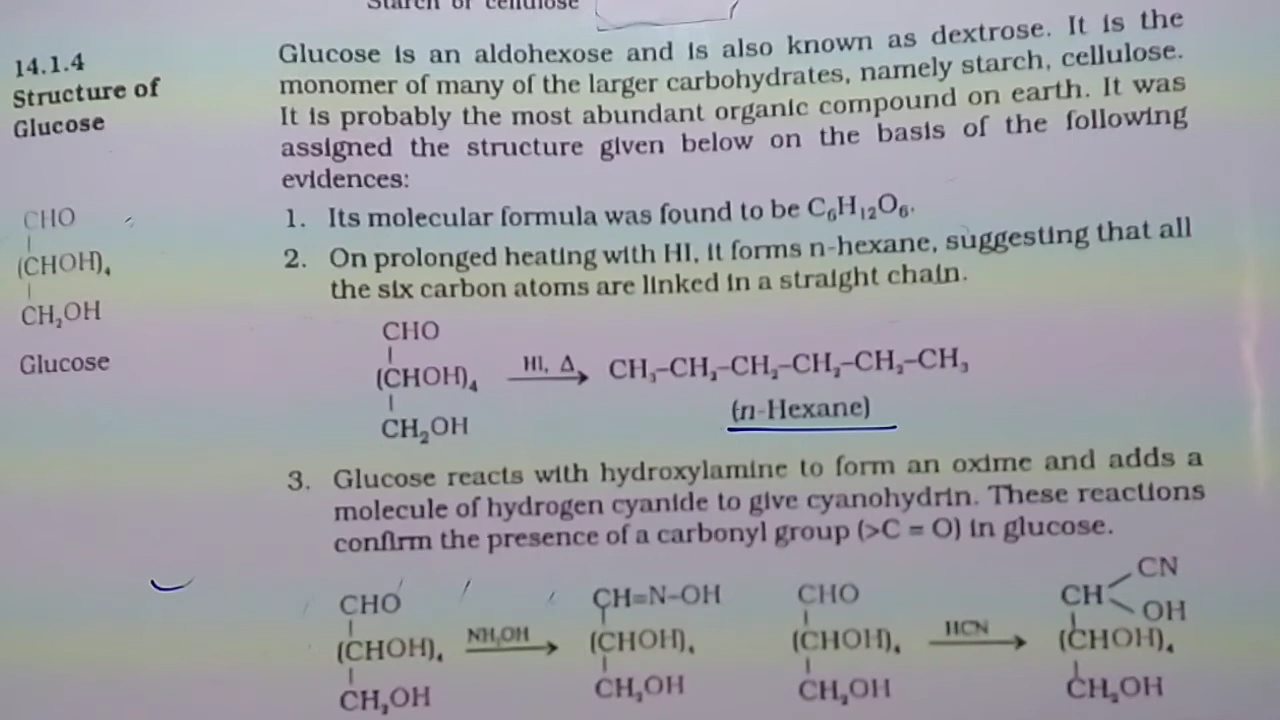 Starch or cellulose
14.1.4
Structure of
Glucose
Glucose is an aldohexose and is also known as dextrose. It is the
monomer of many of the larger carbohydrates, namely starch, cellulose.
It is probably the most abundant organic compound on earth. It was
assigned the structure given below on the basis of the following
evidences:
CHO
(CHOH)₄
CH₂OH
Glucose
1. Its molecular formula was found to be C₆H₁₂O₆.
2. On prolonged heating with HI, it forms n-hexane, suggesting that all
the six carbon atoms are linked in a straight chain.
CHO
(CHOH)₄ HI, Δ → CH₃–CH₂–CH₂–CH₂–CH₂–CH₃
CH₂OH
(n-Hexane)
3. Glucose reacts with hydroxylamine to form an oxime and adds a
molecule of hydrogen cyanide to give cyanohydrin. These reactions
confirm the presence of a carbonyl group (>C = O) in glucose.
CHO CH=N–OH CHO CH CN OH
(CHOH)₄ NH₂OH → (CHOH)₄ (CHOH)₄ HCN → (CHOH)₄
CH₂OH CH₂OH CH₂OH CH₂OH